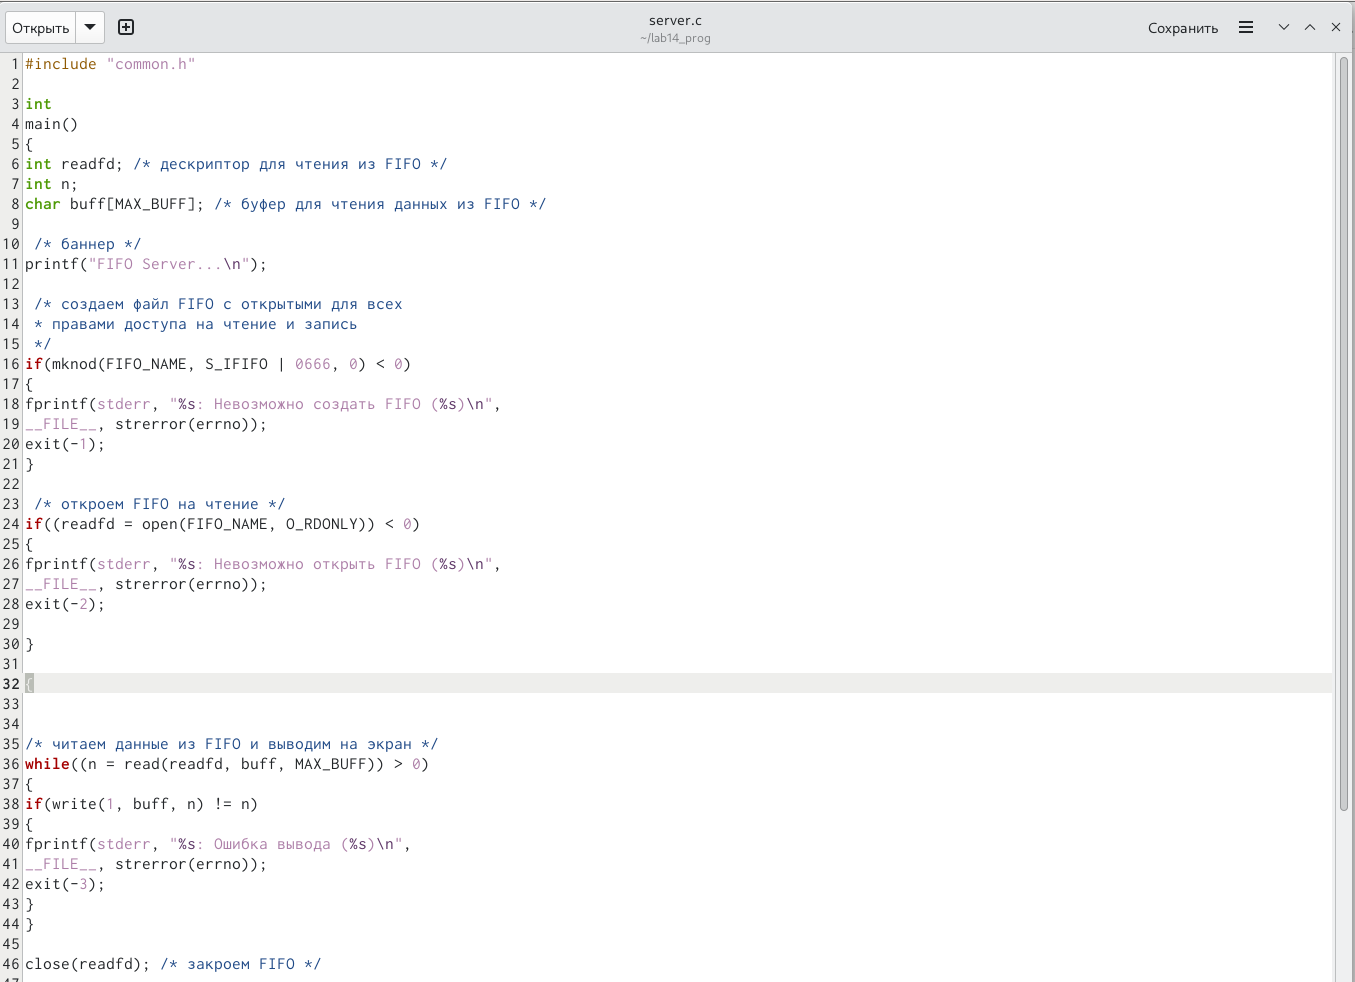 Открыть
server.c
~/lab14_prog
Сохранить
1 #include "common.h"
2
3 int
4 main()
5 {
6 int readfd; /* дескриптор для чтения из FIFO */
7 int n;
8 char buff[MAX_BUFF]; /* буфер для чтения данных из FIFO */
9
10  /* баннер */
11 printf("FIFO Server...\n");
12
13  /* создаем файл FIFO с открытыми для всех
14  * правами доступа на чтение и запись
15  */
16 if(mknod(FIFO_NAME, S_IFIFO | 0666, 0) < 0)
17 {
18 fprintf(stderr, "%s: Невозможно создать FIFO (%s)\n",
19 __FILE__, strerror(errno));
20 exit(-1);
21 }
22
23  /* откроем FIFO на чтение */
24 if((readfd = open(FIFO_NAME, O_RDONLY)) < 0)
25 {
26 fprintf(stderr, "%s: Невозможно открыть FIFO (%s)\n",
27 __FILE__, strerror(errno));
28 exit(-2);
29
30 }
31
32 {
33
34
35 /* читаем данные из FIFO и выводим на экран */
36 while((n = read(readfd, buff, MAX_BUFF)) > 0)
37 {
38 if(write(1, buff, n) != n)
39 {
40 fprintf(stderr, "%s: Ошибка вывода (%s)\n",
41 __FILE__, strerror(errno));
42 exit(-3);
43 }
44 }
45
46 close(readfd); /* закроем FIFO */
47